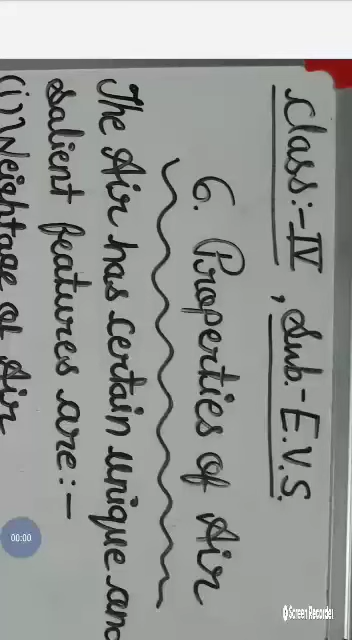 Class:-IV, Sub.-E.V.S.
6. Properties of Air
The Air has certain unique and
salient features are:-
(i) Weightage of Air
00:00
Screen Recorder